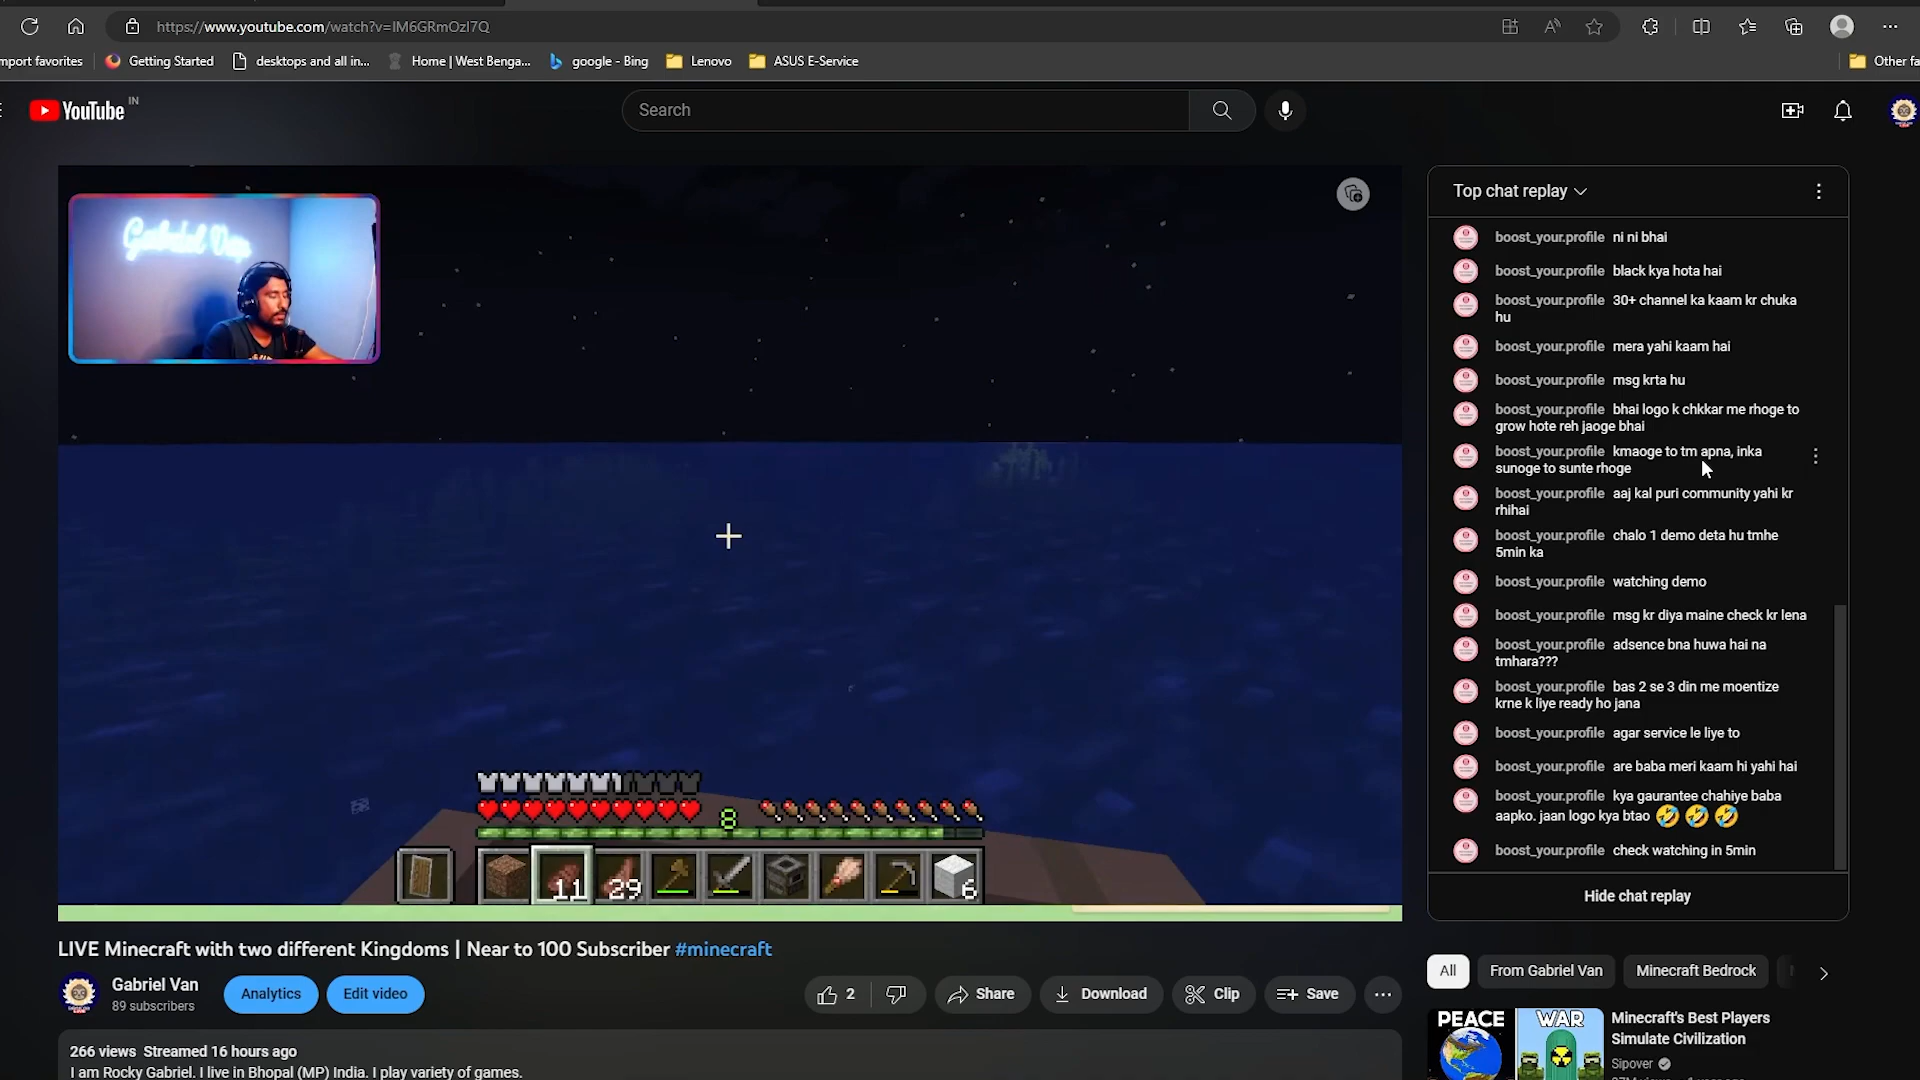 https://www.youtube.com/watch?v=IM6GRmOzI7Q
mport favorites
Getting Started
desktops and all in...
Home | West Benga...
google - Bing
Lenovo
ASUS E-Service
Other fa
YouTube IN
Search
Gabriel Van
Top chat replay
boost_your.profile ni ni bhai
boost_your.profile black kya hota hai
boost_your.profile 30+ channel ka kaam kr chuka
hu
boost_your.profile mera yahi kaam hai
boost_your.profile msg krta hu
boost_your.profile bhai logo k chkkar me rhoge to
grow hote reh jaoge bhai
boost_your.profile kmaoge to tm apna, inka
sunoge to sunte rhoge
boost_your.profile aaj kal puri community yahi kr
rhihai
boost_your.profile chalo 1 demo deta hu tmhe
5min ka
boost_your.profile watching demo
boost_your.profile msg kr diya maine check kr lena
boost_your.profile adsence bna huwa hai na
tmhara???
boost_your.profile bas 2 se 3 din me moentize
krne k liye ready ho jana
boost_your.profile agar service le liye to
boost_your.profile are baba meri kaam hi yahi hai
boost_your.profile kya gaurantee chahiye baba
aapko. jaan logo kya btao 🤣 🤣 🤣
boost_your.profile check watching in 5min
Hide chat replay
8
11
29
6
LIVE Minecraft with two different Kingdoms | Near to 100 Subscriber #minecraft
Gabriel Van
89 subscribers
Analytics
Edit video
2
Share
Download
Clip
Save
266 views Streamed 16 hours ago
I am Rocky Gabriel. I live in Bhopal (MP) India. I play variety of games.
All
From Gabriel Van
Minecraft Bedrock
PEACE
WAR
Minecraft's Best Players
Simulate Civilization
Sipover